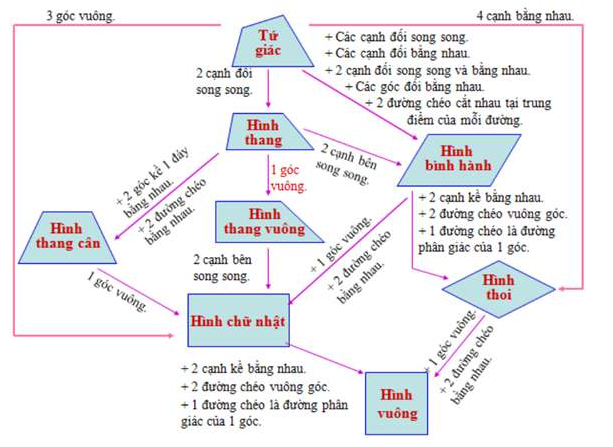 3 góc vuông.
4 cạnh bằng nhau.
Tứ
giác
+ Các cạnh đối song song.
+ Các cạnh đối bằng nhau.
+ 2 cạnh đối song song và bằng nhau.
+ Các góc đối bằng nhau.
+ 2 đường chéo cắt nhau tại trung
điểm của mỗi đường.
2 cạnh đối
song song.
Hình
thang
2 cạnh bên
song song.
Hình
bình hành
+ 2 góc kề 1 đáy
bằng nhau.
+ 2 đường chéo
bằng nhau.
1 góc
vuông.
+ 2 cạnh kề bằng nhau.
+ 2 đường chéo vuông góc.
+ 1 đường chéo là đường
phân giác của 1 góc.
Hình
thang cân
Hình
thang vuông
+ 1 góc vuông.
+ 2 đường chéo
bằng nhau.
1 góc vuông.
2 cạnh bên
song song.
Hình
thoi
Hình chữ nhật
+ 1 góc vuông.
+ 2 đường chéo
bằng nhau.
+ 2 cạnh kề bằng nhau.
+ 2 đường chéo vuông góc.
+ 1 đường chéo là đường phân
giác của 1 góc.
Hình
vuông